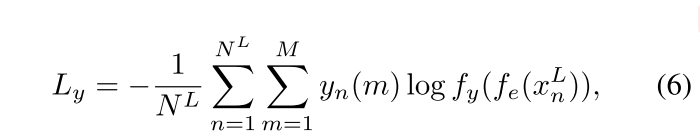 L_y = -\frac{1}{N^L} \sum_{n=1}^{N^L} \sum_{m=1}^{M} y_n(m) \log f_y(f_e(x_n^L)), (6)